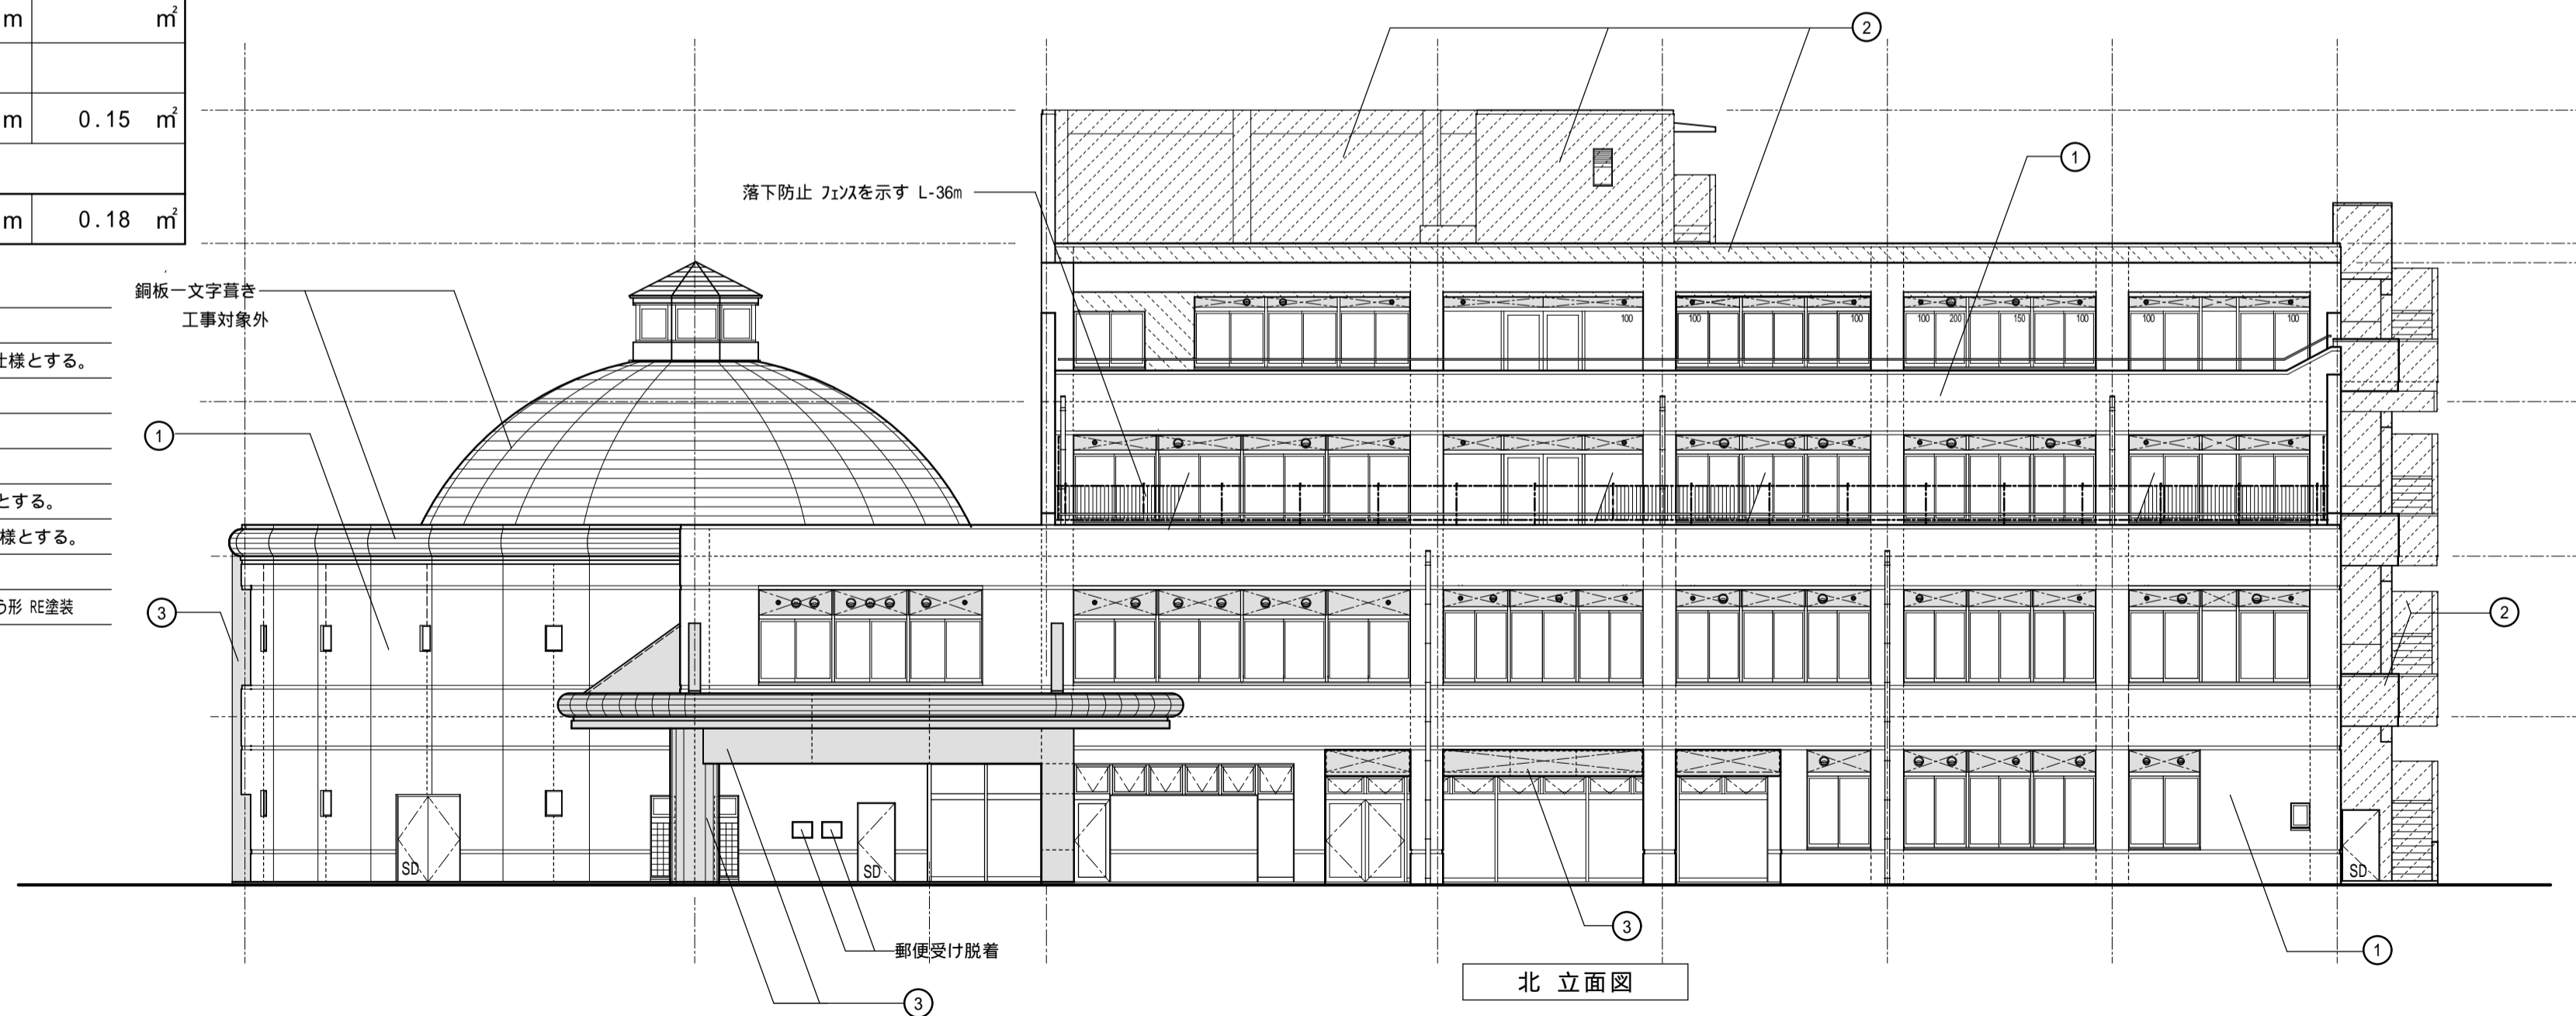 m ㎡
m 0.15 ㎡
m 0.18 ㎡
仕様とする。
とする。
様とする。
う形 RE塗装
②
①
落下防止 フェンスを示す L-36m
銅板一文字葺き
工事対象外
①
③
100 100 100 100 200 150 100 100 100
②
SD SD SD
郵便受け脱着
③
③
①
北 立面図